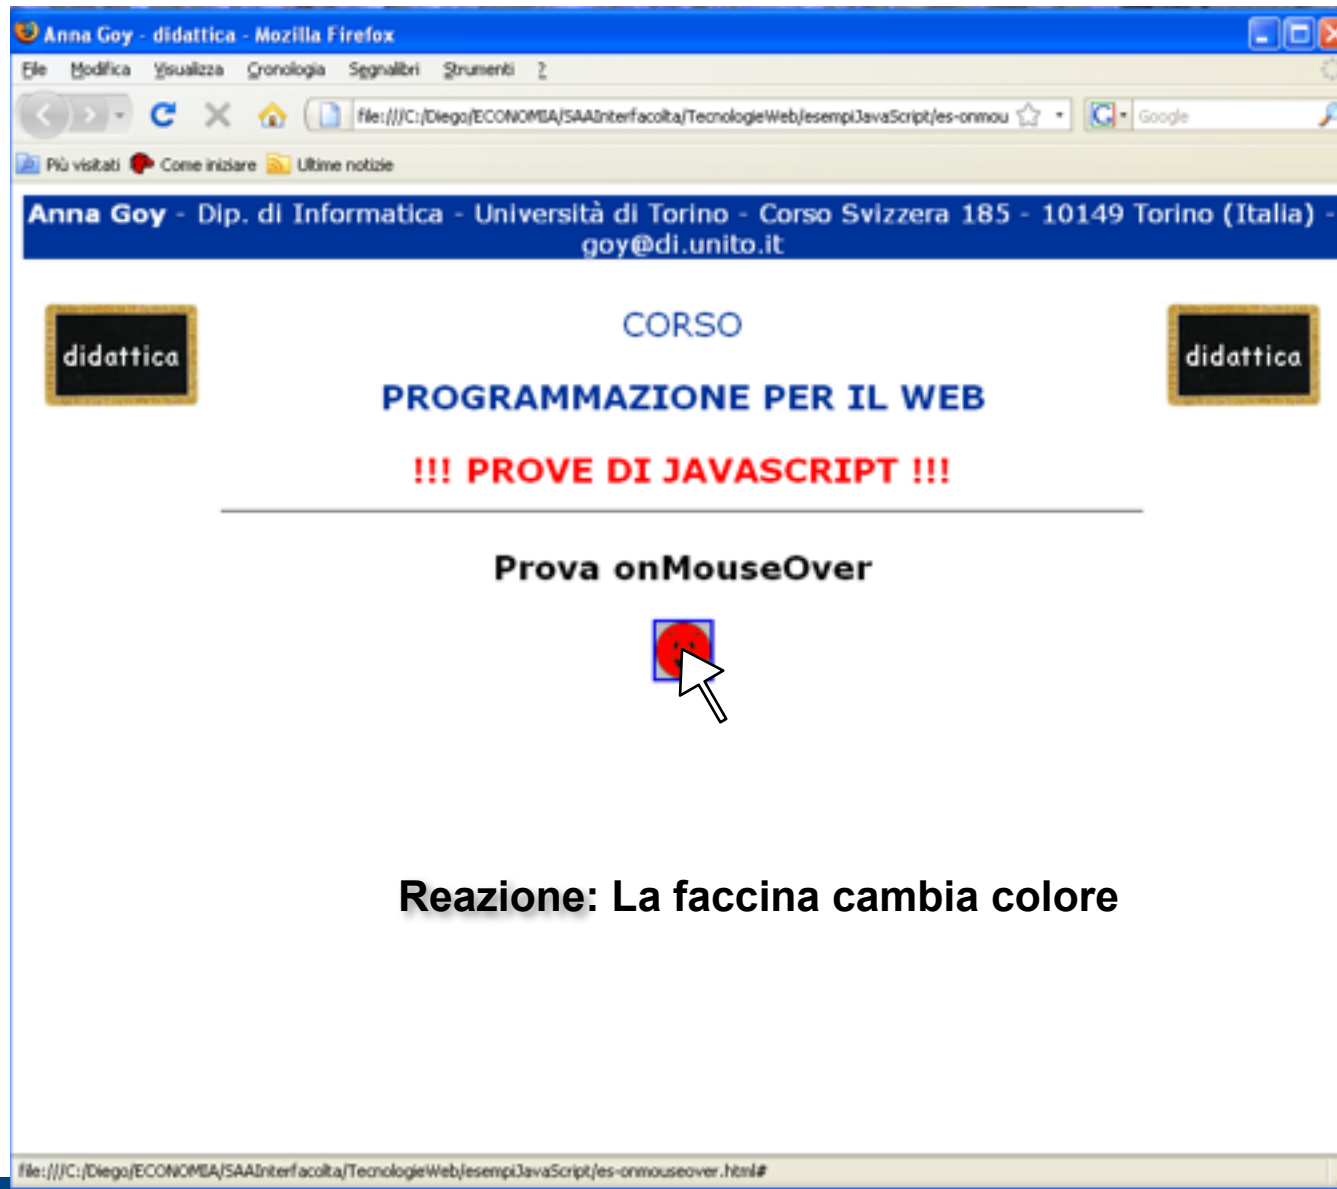 Anna Goy - didattica - Mozilla Firefox
File Modifica Visualizza Cronologia Segnalibri Strumenti ?
file:///C:/Diego/ECONOMIA/SAAInterfacolta/TecnologieWeb/esempiJavaScript/es-onmou
Google
Più visitati Come iniziare Ultime notizie
Anna Goy - Dip. di Informatica - Università di Torino - Corso Svizzera 185 - 10149 Torino (Italia) -
goy@di.unito.it
didattica
CORSO
didattica
PROGRAMMAZIONE PER IL WEB
!!! PROVE DI JAVASCRIPT !!!
Prova onMouseOver
Reazione: La faccina cambia colore
file:///C:/Diego/ECONOMIA/SAAInterfacolta/TecnologieWeb/esempiJavaScript/es-onmouseover.html#